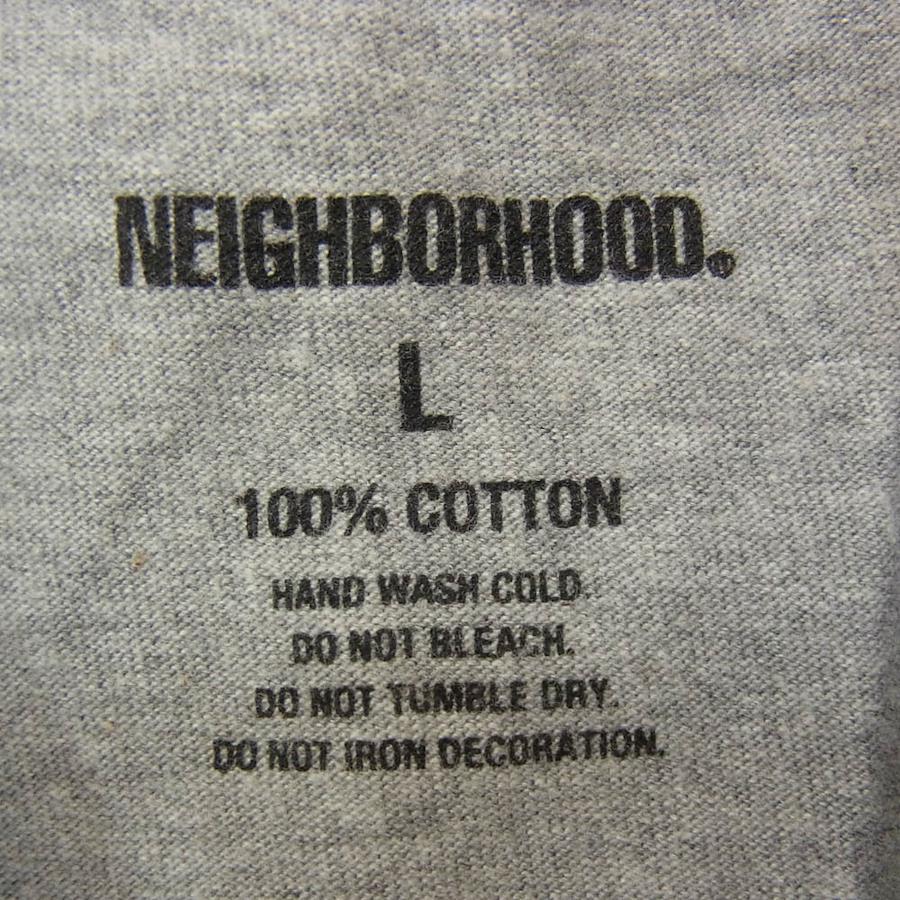 NEIGHBORHOOD.®
L
100% COTTON
HAND WASH COLD.
DO NOT BLEACH.
DO NOT TUMBLE DRY.
DO NOT IRON DECORATION.